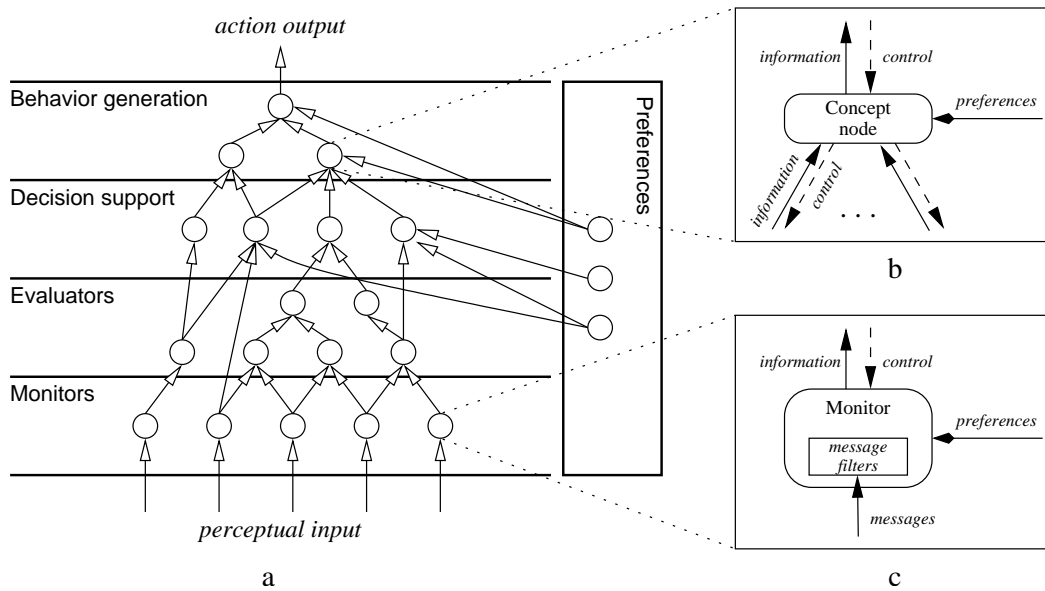 action output
Behavior generation
Decision support
Evaluators
Monitors
perceptual input
a
Preferences
information
control
Concept
node
preferences
information
control
. . .
b
information
control
Monitor
preferences
message
filters
messages
c